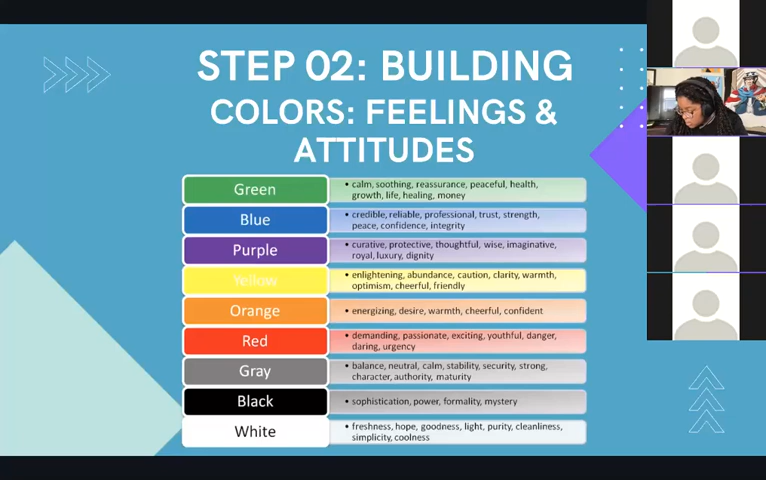 STEP 02: BUILDING
COLORS: FEELINGS &
ATTITUDES
Green
• calm, soothing, reassurance, peaceful, health,
growth, life, healing, money
Blue
• credible, reliable, professional, trust, strength,
peace, confidence, integrity
Purple
• curative, protective, thoughtful, wise, imaginative,
royal, luxury, dignity
Yellow
• enlightening, abundance, caution, clarity, warmth,
optimism, cheerful, friendly
Orange
• energizing, desire, warmth, cheerful, confident
Red
• demanding, passionate, exciting, youthful, danger,
daring, urgency
Gray
• balance, neutral, calm, stability, security, strong,
character, authority, maturity
Black
• sophistication, power, formality, mystery
White
• freshness, hope, goodness, light, purity, cleanliness,
simplicity, coolness